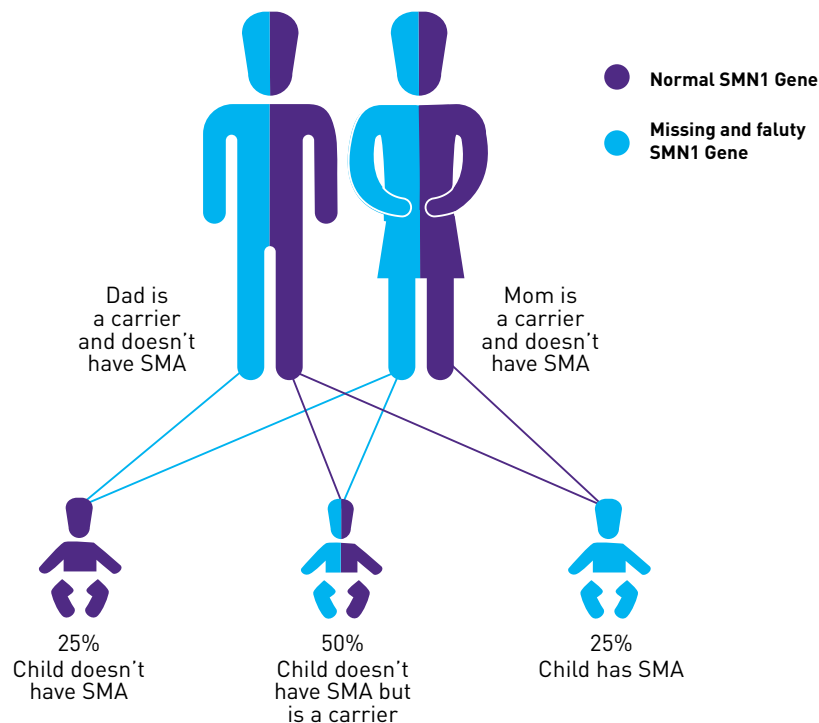 Normal SMN1 Gene
Missing and faluty
SMN1 Gene
Dad is
a carrier
and doesn't
have SMA
Mom is
a carrier
and doesn't
have SMA
25%
Child doesn't
have SMA
50%
Child doesn't
have SMA but
is a carrier
25%
Child has SMA